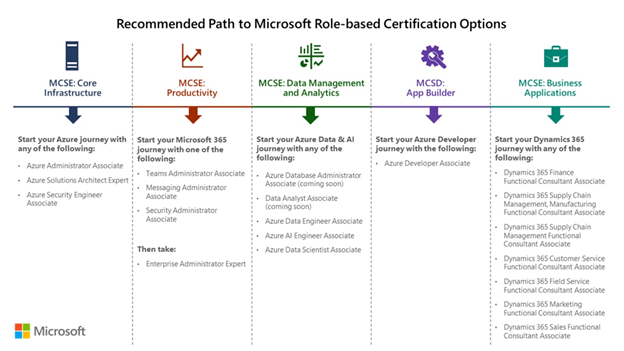 Recommended Path to Microsoft Role-based Certification Options
MCSE: Core
Infrastructure
Start your Azure journey with
any of the following:
• Azure Administrator Associate
• Azure Solutions Architect Expert
• Azure Security Engineer
Associate
MCSE:
Productivity
Start your Microsoft 365
journey with one of the
following:
• Teams Administrator Associate
• Messaging Administrator
Associate
• Security Administrator
Associate
Then take:
• Enterprise Administrator Expert
MCSE: Data Management
and Analytics
Start your Azure Data & AI
journey with any of the
following:
• Azure Database Administrator
Associate (coming soon)
• Data Analyst Associate
(coming soon)
• Azure Data Engineer Associate
• Azure AI Engineer Associate
• Azure Data Scientist Associate
MCSD:
App Builder
Start your Azure Developer
journey with the following:
• Azure Developer Associate
MCSE: Business
Applications
Start your Dynamics 365
journey with any of the
following:
• Dynamics 365 Finance
Functional Consultant Associate
• Dynamics 365 Supply Chain
Management, Manufacturing
Functional Consultant Associate
• Dynamics 365 Supply Chain
Management Functional
Consultant Associate
• Dynamics 365 Customer Service
Functional Consultant Associate
• Dynamics 365 Field Service
Functional Consultant Associate
• Dynamics 365 Marketing
Functional Consultant Associate
• Dynamics 365 Sales Functional
Consultant Associate
Microsoft